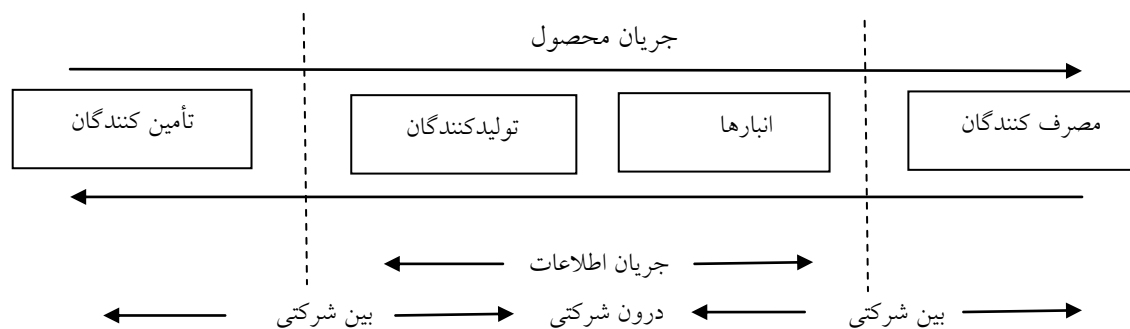 جریان محصول
مصرف کنندگان
انبارها
تولیدکنندگان
تأمین کنندگان
جریان اطلاعات
بین شرکتی
درون شرکتی
بین شرکتی